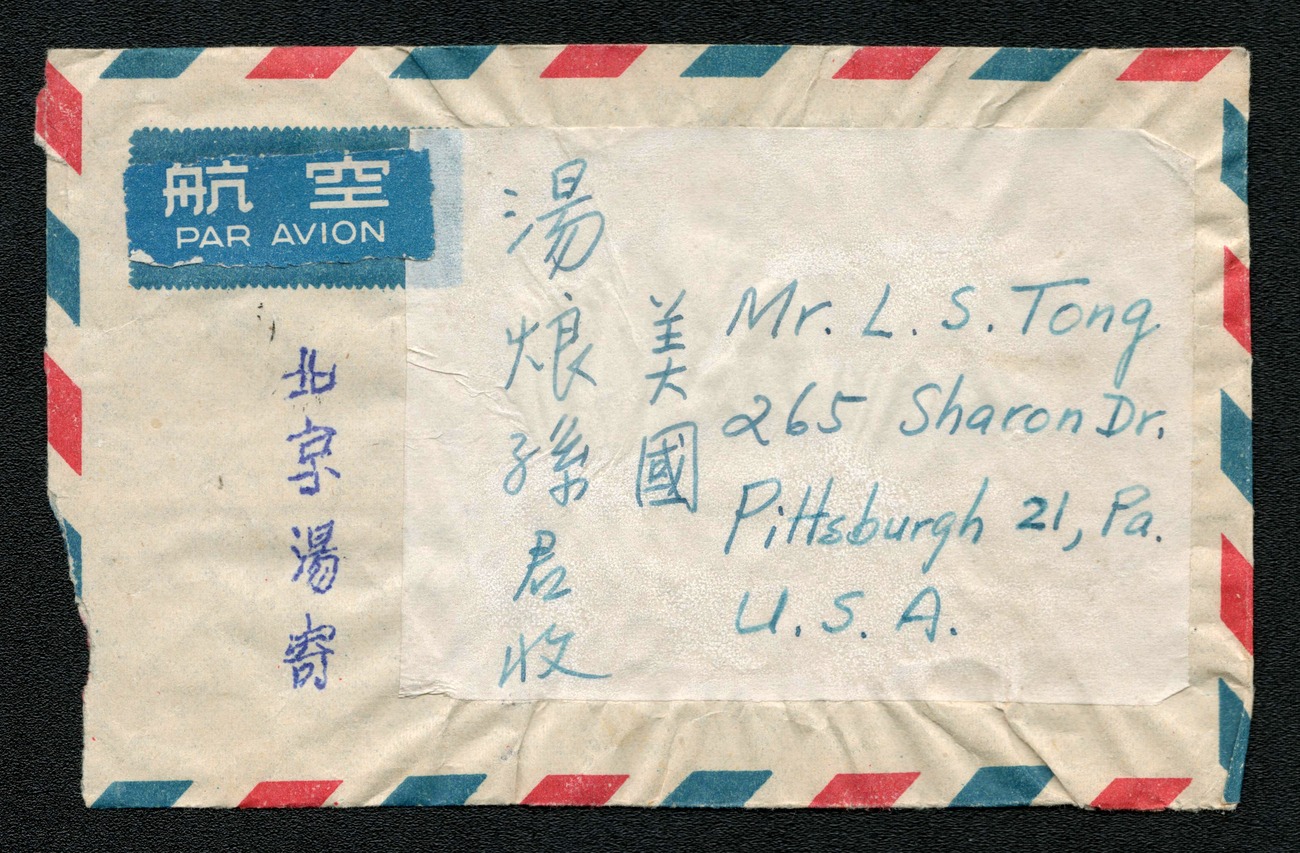 航空
PAR AVION
美國
湯烺孫君收
Mr. L. S. Tong
265 Sharon Dr.
Pittsburgh 21, Pa.
U. S. A.
北京湯寄